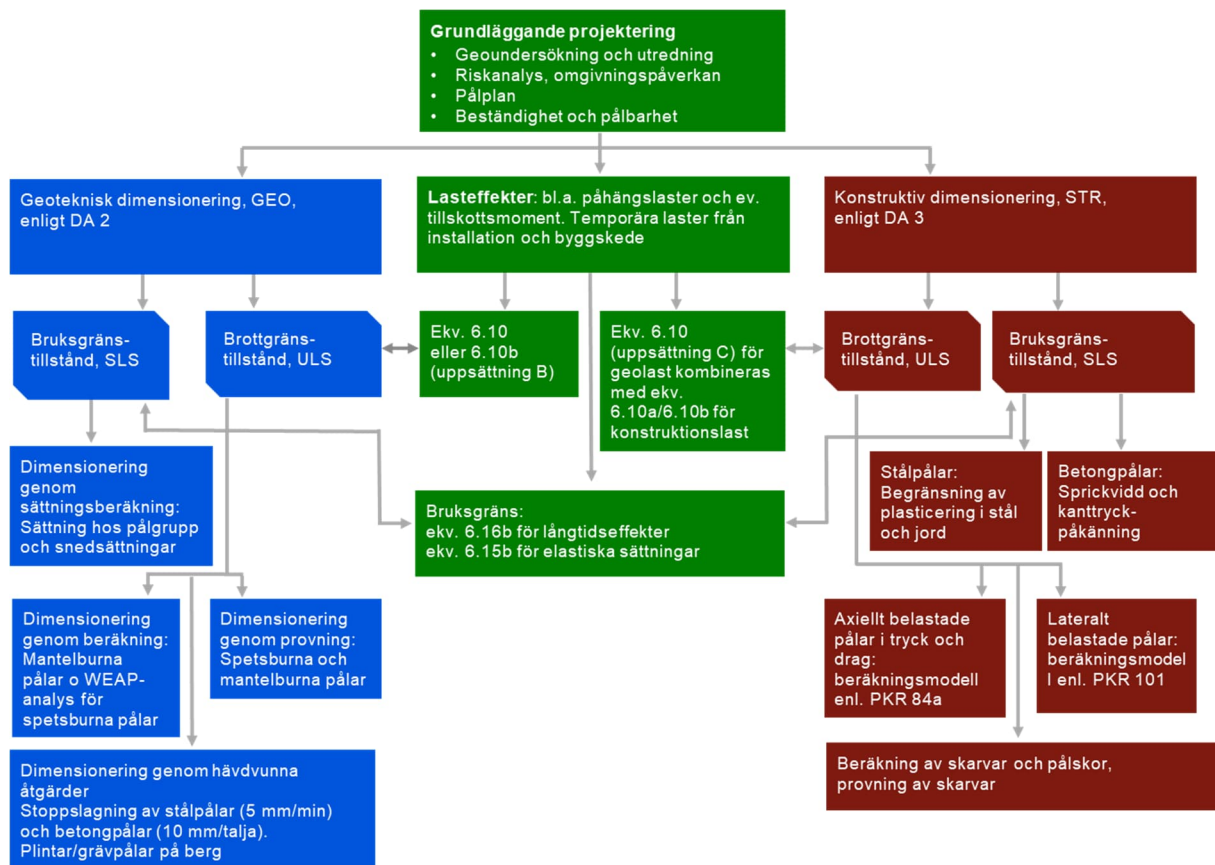 Grundläggande projektering
• Geoundersökning och utredning
• Riskanalys, omgivningspåverkan
• Pålplan
• Beständighet och pålbarhet
Geoteknisk dimensionering, GEO,
enligt DA 2
Lasteffekter: bl.a. påhängslaster och ev.
tillskottsmoment. Temporära laster från
installation och byggskede
Konstruktiv dimensionering, STR,
enligt DA 3
Bruksgräns-
tillstånd, SLS
Brottgräns-
tillstånd, ULS
Ekv. 6.10
eller 6.10b
(uppsättning B)
Ekv. 6.10
(uppsättning C) för
geolast kombineras
med ekv.
6.10a/6.10b för
konstruktionslast
Brottgräns-
tillstånd, ULS
Bruksgräns-
tillstånd, SLS
Dimensionering
genom
sättningsberäkning:
Sättning hos pålgrupp
och snedsättningar
Bruksgräns:
ekv. 6.16b för långtidseffekter
ekv. 6.15b för elastiska sättningar
Stålpålar:
Begränsning av
plasticering i stål
och jord
Betongpålar:
Sprickvidd och
kanttryck-
påkänning
Dimensionering
genom beräkning:
Mantelburna
pålar o WEAP-
analys för
spetsburna pålar
Dimensionering
genom provning:
Spetsburna och
mantelburna pålar
Axiellt belastade
pålar i tryck och
drag:
beräkningsmodell
enl. PKR 84a
Lateralt
belastade pålar:
beräkningsmodel
l enl. PKR 101
Dimensionering genom hävdvunna
åtgärder
Stoppslagning av stålpålar (5 mm/min)
och betongpålar (10 mm/talja).
Plintar/grävpålar på berg
Beräkning av skarvar och pålskor,
provning av skarvar